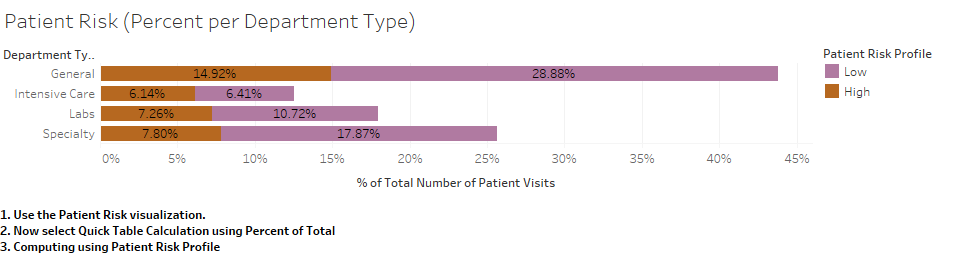 Patient Risk (Percent per Department Type)
Department Ty..
Patient Risk Profile
General 14.92% 28.88%
Low
Intensive Care 6.14% 6.41%
High
Labs 7.26% 10.72%
Specialty 7.80% 17.87%
0% 5% 10% 15% 20% 25% 30% 35% 40% 45%
% of Total Number of Patient Visits
1. Use the Patient Risk visualization.
2. Now select Quick Table Calculation using Percent of Total
3. Computing using Patient Risk Profile